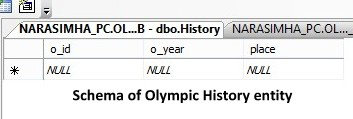 NARASIMHA_PC.OL...B - dbo.History NARASIMHA_PC.OL..._
o_id o_year place
NULL NULL NULL
Schema of Olympic History entity